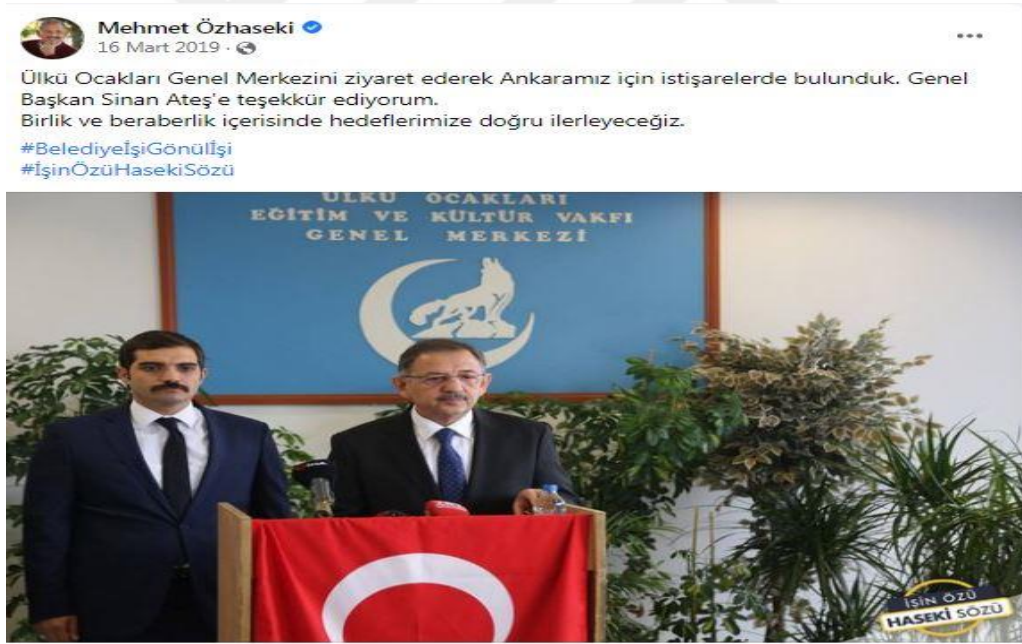 Mehmet Özhaseki
16 Mart 2019 ·
Ülkü Ocakları Genel Merkezini ziyaret ederek Ankaramız için istişarelerde bulunduk. Genel
Başkan Sinan Ateş'e teşekkür ediyorum.
Birlik ve beraberlik içerisinde hedeflerimize doğru ilerleyeceğiz.
#BelediyeİşiGönülİşi
#İşinÖzüHasekiSözü
ÜLKÜ OCAKLARI
EĞİTİM VE KÜLTÜR VAKFI
GENEL MERKEZİ
İŞİN ÖZÜ
HASEKİ SÖZÜ